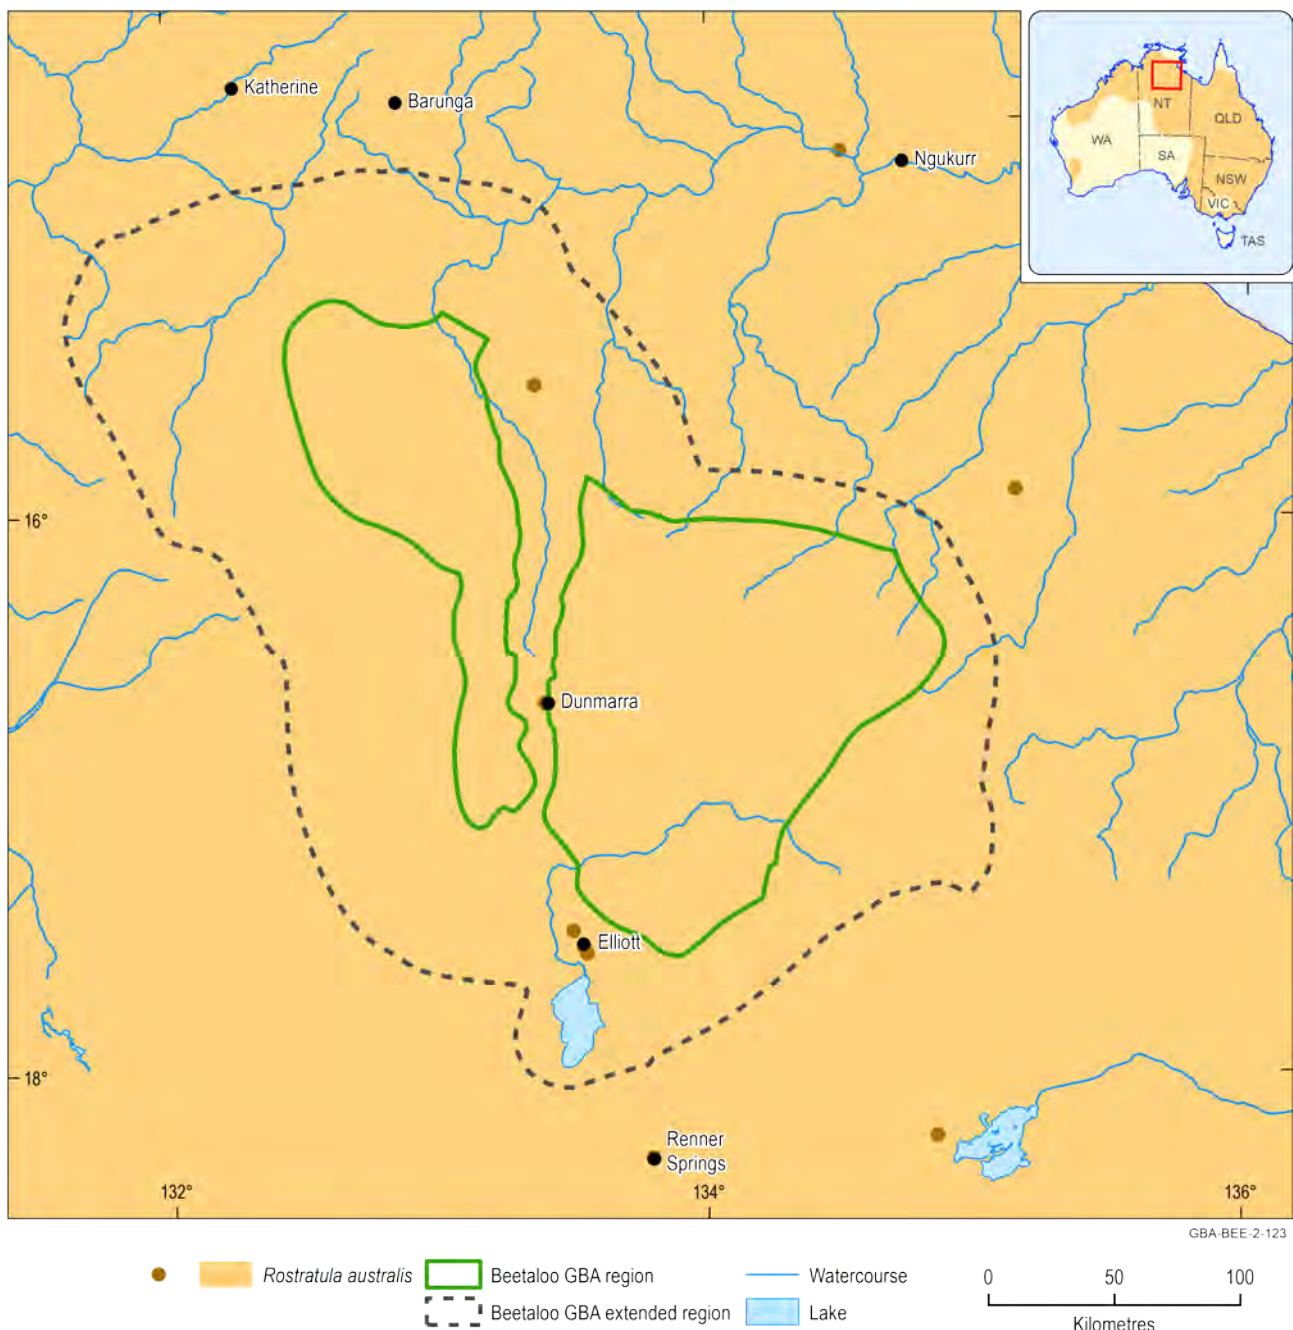 Katherine
Barunga
Ngukurr
NT
QLD
WA
SA
NSW
VIC
TAS
16°
Dunmarra
Elliott
18°
Renner
Springs
132°
134°
136°
GBA-BEE-2-123
Rostratula australis
Beetaloo GBA region
Watercourse
0 50 100
Beetaloo GBA extended region
Lake
Kilometres